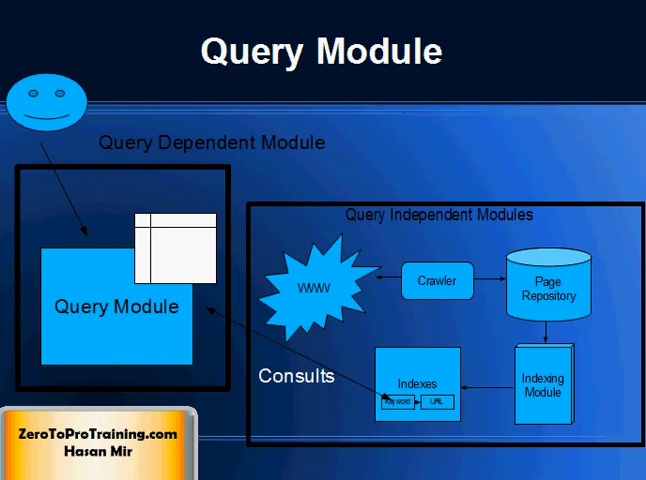 Query Module
Query Dependent Module
Query Independent Modules
WWW
Crawler
Page
Repository
Query Module
Consults
Indexes
Keyword
URL
Indexing
Module
ZeroToProTraining.com
Hasan Mir